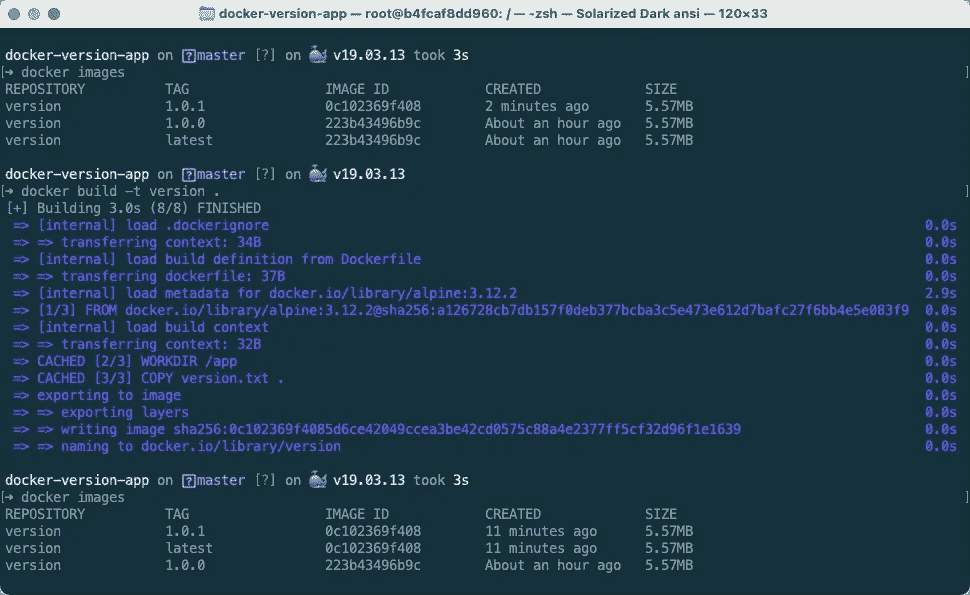 docker-version-app — root@b4fcaf8dd960: / — -zsh — Solarized Dark ansi — 120×33
docker-version-app on [?]master [?] on 🐳 v19.03.13 took 3s
[→ docker images ]
REPOSITORY TAG IMAGE ID CREATED SIZE
version 1.0.1 0c102369f408 2 minutes ago 5.57MB
version 1.0.0 223b43496b9c About an hour ago 5.57MB
version latest 223b43496b9c About an hour ago 5.57MB
docker-version-app on [?]master [?] on 🐳 v19.03.13
[→ docker build -t version . ]
[+] Building 3.0s (8/8) FINISHED
=> [internal] load .dockerignore 0.0s
=> => transferring context: 34B 0.0s
=> [internal] load build definition from Dockerfile 0.0s
=> => transferring dockerfile: 37B 0.0s
=> [internal] load metadata for docker.io/library/alpine:3.12.2 2.9s
=> [1/3] FROM docker.io/library/alpine:3.12.2@sha256:a126728cb7db157f0deb377bcba3c5e473e612d7bafc27f6bb4e5e083f9 0.0s
=> [internal] load build context 0.0s
=> => transferring context: 32B 0.0s
=> CACHED [2/3] WORKDIR /app 0.0s
=> CACHED [3/3] COPY version.txt . 0.0s
=> exporting to image 0.0s
=> => exporting layers 0.0s
=> => writing image sha256:0c102369f4085d6ce42049ccea3be42cd0575c88a4e2377ff5cf32d96f1e1639 0.0s
=> => naming to docker.io/library/version 0.0s
docker-version-app on [?]master [?] on 🐳 v19.03.13 took 3s
[→ docker images ]
REPOSITORY TAG IMAGE ID CREATED SIZE
version 1.0.1 0c102369f408 11 minutes ago 5.57MB
version latest 0c102369f408 11 minutes ago 5.57MB
version 1.0.0 223b43496b9c About an hour ago 5.57MB